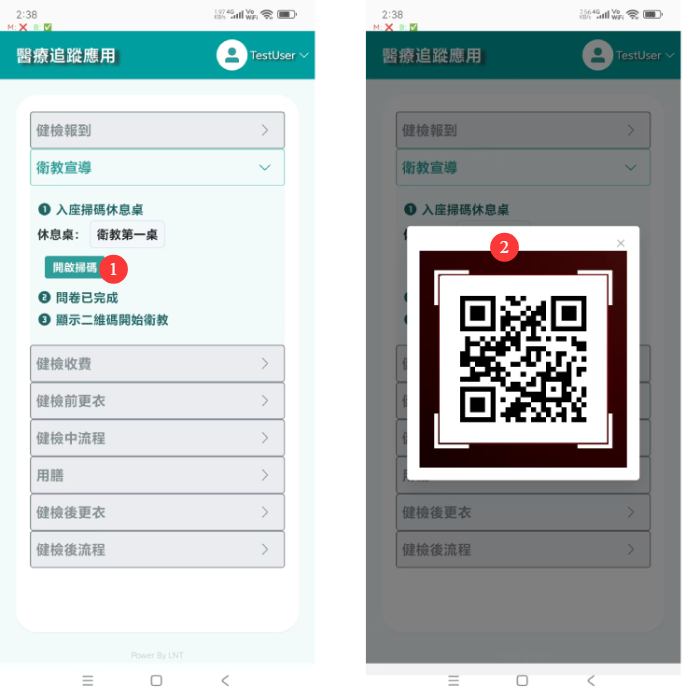 2:38
M: B:
醫療追蹤應用
TestUser
健檢報到
衛教宣導
1 入座掃碼休息桌
休息桌： 衛教第一桌
開啟掃碼 1
2 問卷已完成
3 顯示二維碼開始衛教
健檢收費
健檢前更衣
健檢中流程
用膳
健檢後更衣
健檢後流程
Power By LNT
2:38
M: B:
醫療追蹤應用
TestUser
健檢報到
衛教宣導
1 入座掃碼休息桌
2
健檢後更衣
健檢後流程